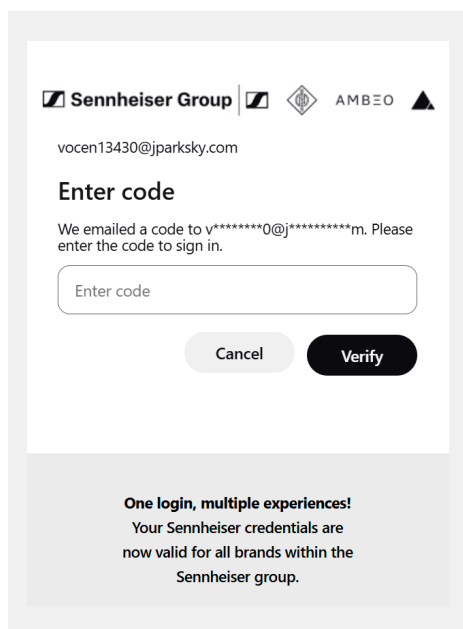 Sennheiser Group AMBEO
vocen13430@jparksky.com
Enter code
We emailed a code to v********0@j**********m. Please
enter the code to sign in.
Enter code
Cancel Verify
One login, multiple experiences!
Your Sennheiser credentials are
now valid for all brands within the
Sennheiser group.